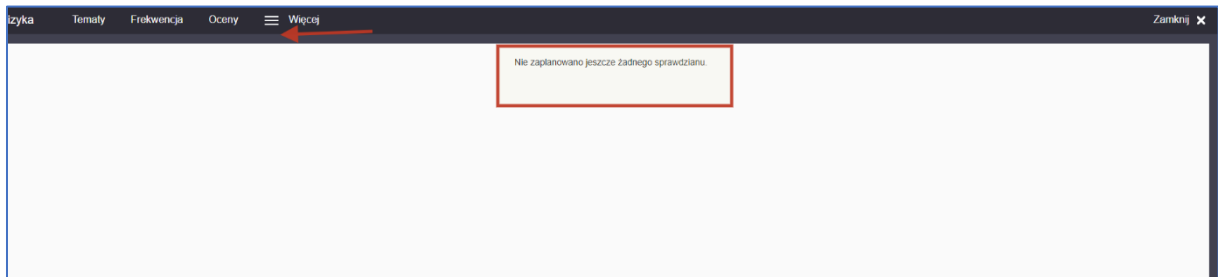 izyka Tematy Frekwencja Oceny Więcej Zamknij
Nie zaplanowano jeszcze żadnego sprawdzianu.